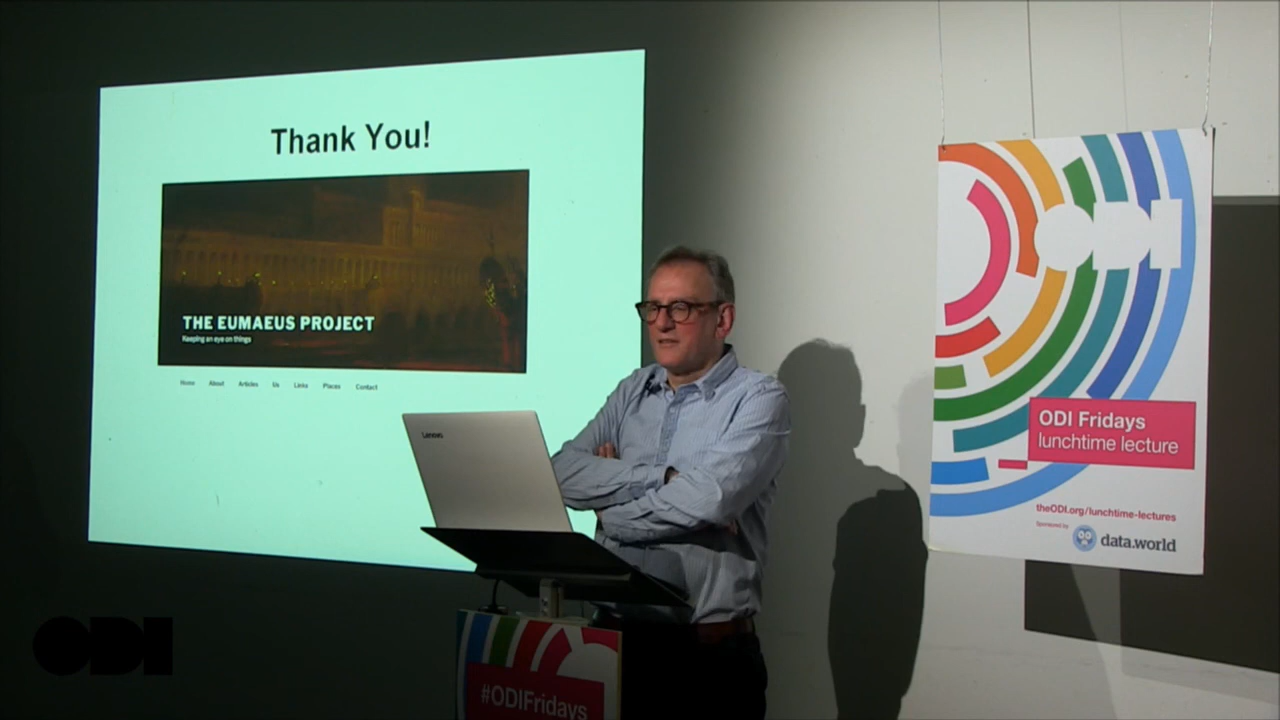 Thank You!
THE EUMAEUS PROJECT
Keeping an eye on things
Home About Articles Us Links Places Contact
Lenovo
ODI Fridays
lunchtime lecture
theODI.org/lunchtime-lectures
Sponsored by
data.world
#ODIFridays
ODI